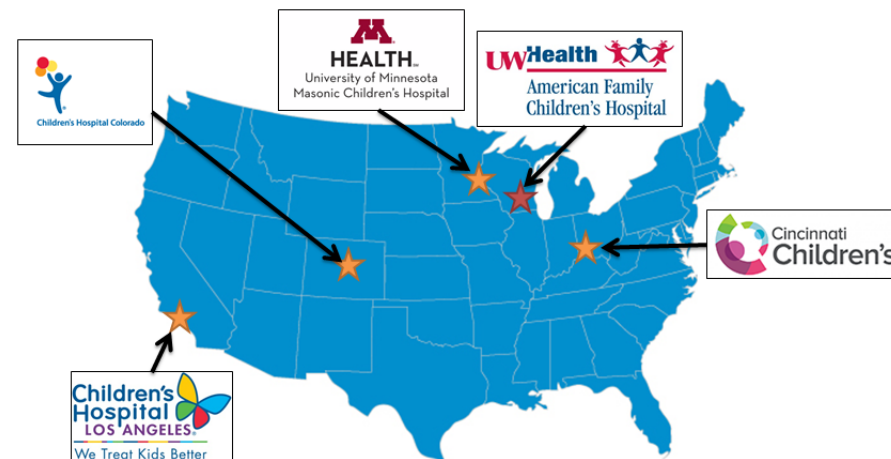 Children's Hospital Colorado
M
HEALTH™
University of Minnesota
Masonic Children's Hospital
UWHealth
American Family
Children's Hospital
Cincinnati
Children's
Children's
Hospital
LOS ANGELES®
We Treat Kids Better